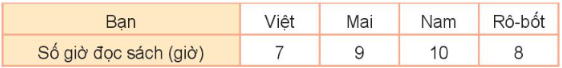 Bạn Việt Mai Nam Rô-bốt
Số giờ đọc sách (giờ) 7 9 10 8